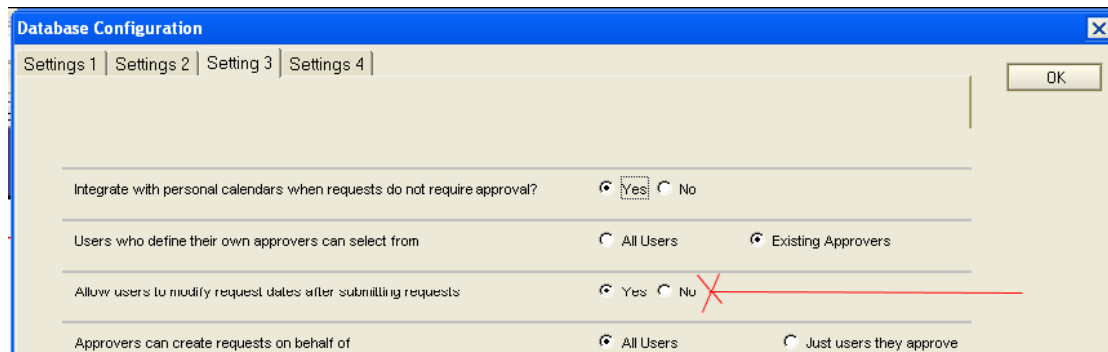 Database Configuration
Settings 1 Settings 2 Setting 3 Settings 4
OK
Integrate with personal calendars when requests do not require approval? Yes No
Users who define their own approvers can select from All Users Existing Approvers
Allow users to modify request dates after submitting requests Yes No
Approvers can create requests on behalf of All Users Just users they approve